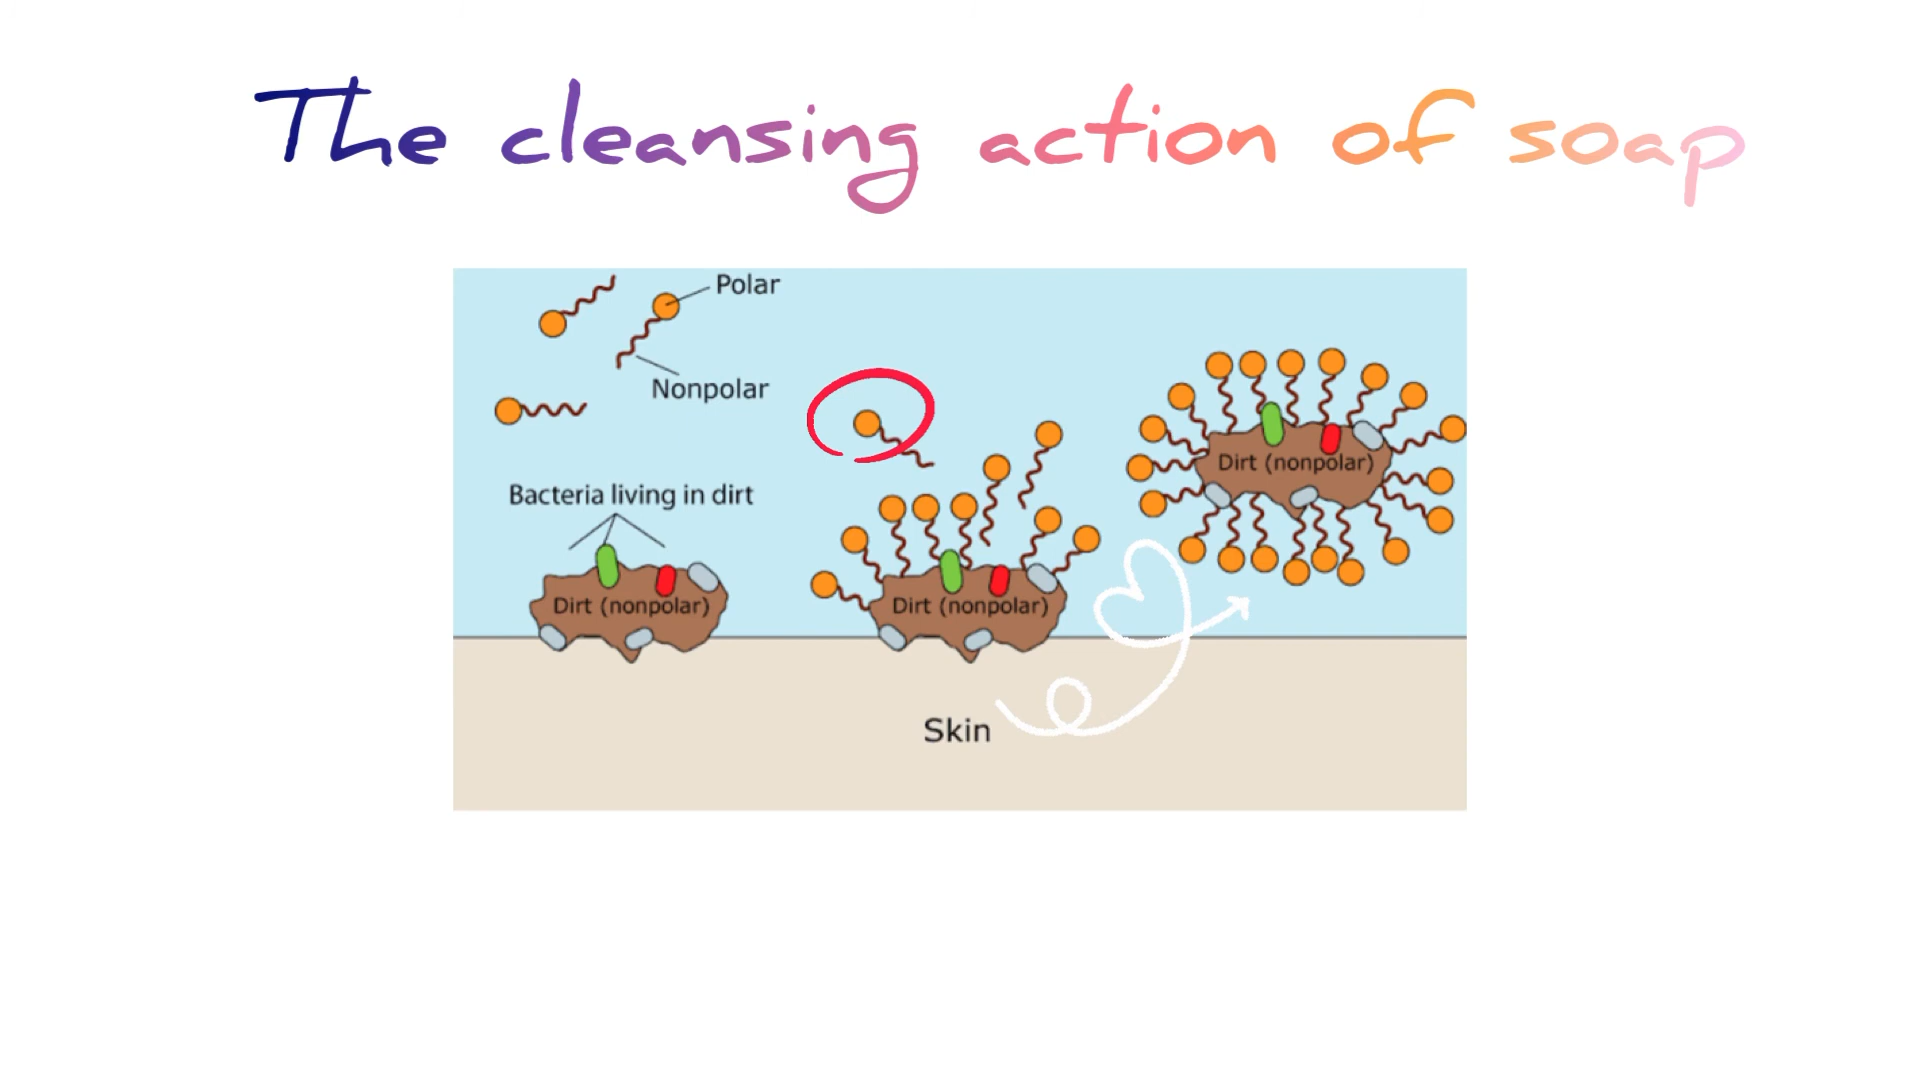 The cleansing action of soap
Polar
Nonpolar
Bacteria living in dirt
Dirt (nonpolar)
Dirt (nonpolar)
Dirt (nonpolar)
Skin